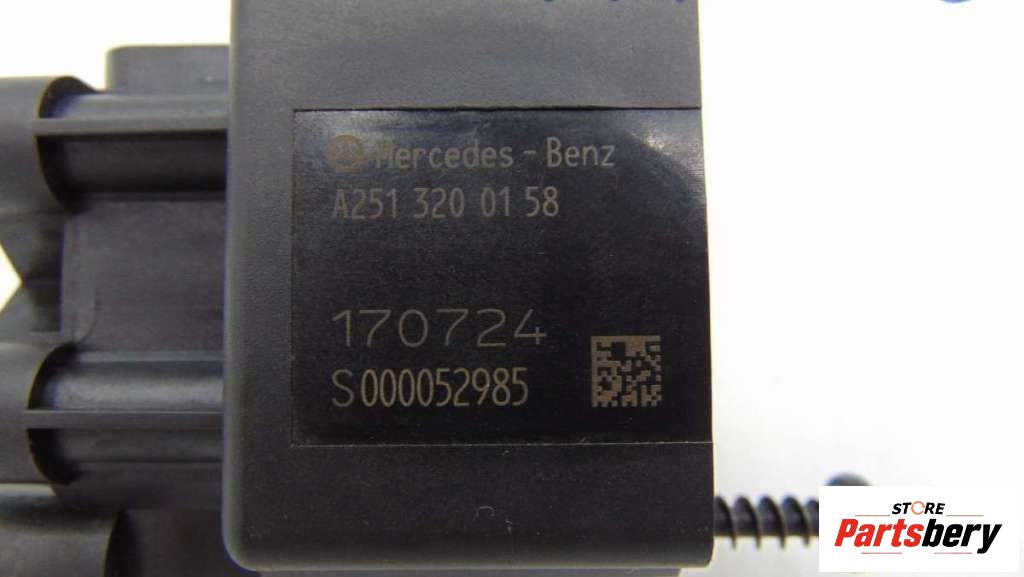 Mercedes-Benz
A251 320 01 58
170724
S000052985
STORE
Partsbery